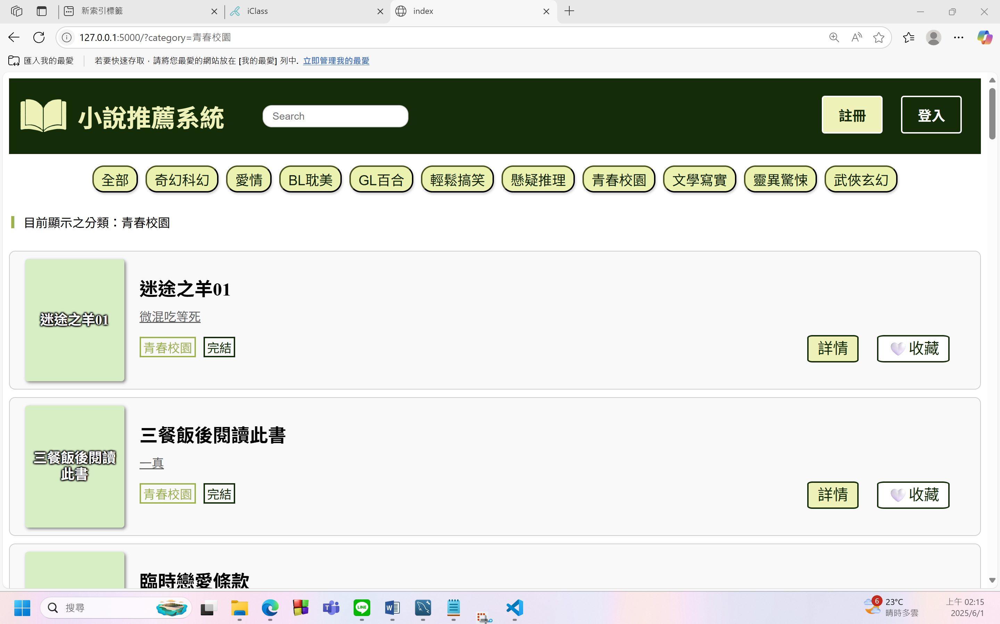 新索引標籤
iClass
index
127.0.0.1:5000/?category=青春校園
匯入我的最愛
若要快速存取，請將您最愛的網站放在 [我的最愛] 列中. 立即管理我的最愛
小說推薦系統
Search
註冊
登入
全部 奇幻科幻 愛情 BL耽美 GL百合 輕鬆搞笑 懸疑推理 青春校園 文學寫實 靈異驚悚 武俠玄幻
目前顯示之分類：青春校園
迷途之羊01
迷途之羊01
微混吃等死
青春校園 完結
詳情
收藏
三餐飯後閱讀
此書
三餐飯後閱讀此書
一真
青春校園 完結
詳情
收藏
臨時戀愛條款
搜尋
T
LINE
W
6
23°C
晴時多雲
上午 02:15
2025/6/1